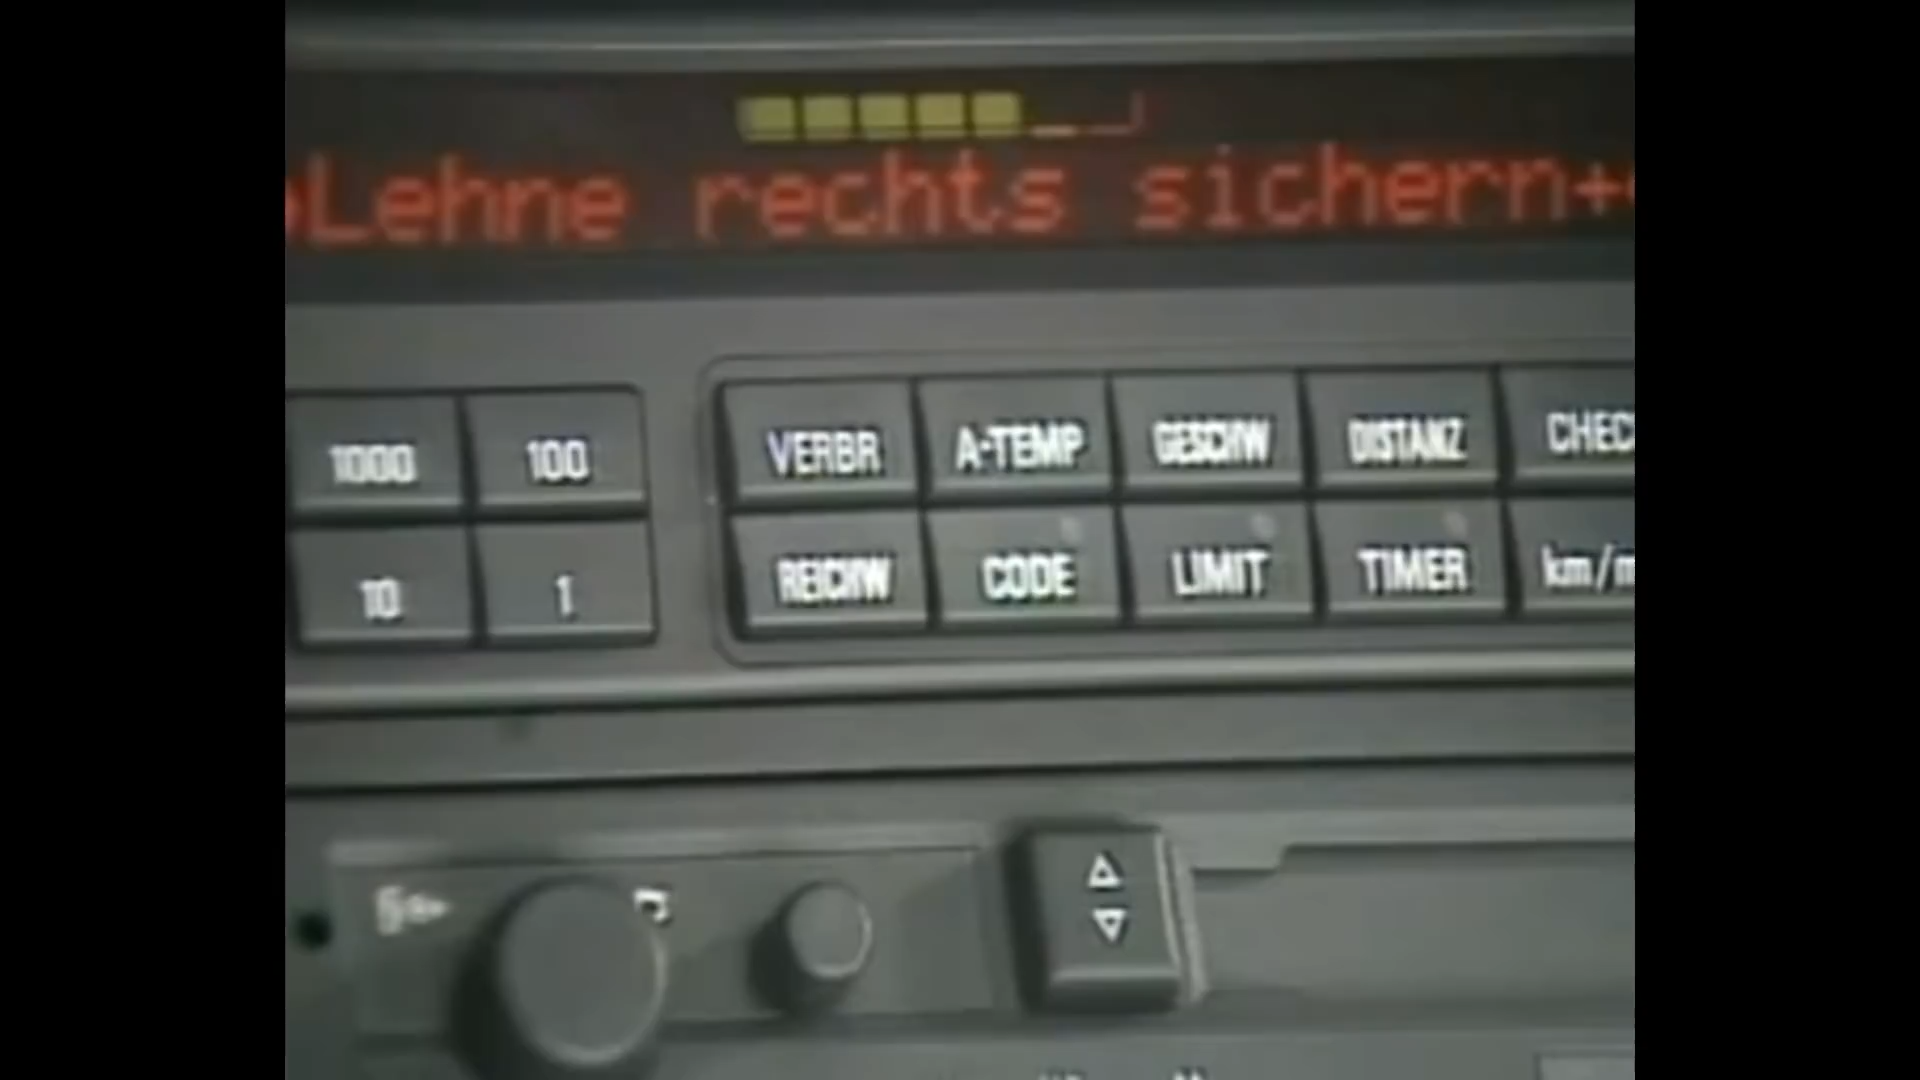 Lehne rechts sichern+
1000 100 VERBR A-TEMP GESCHW DISTANZ CHEC
10 1 REICHW CODE LIMIT TIMER km/m